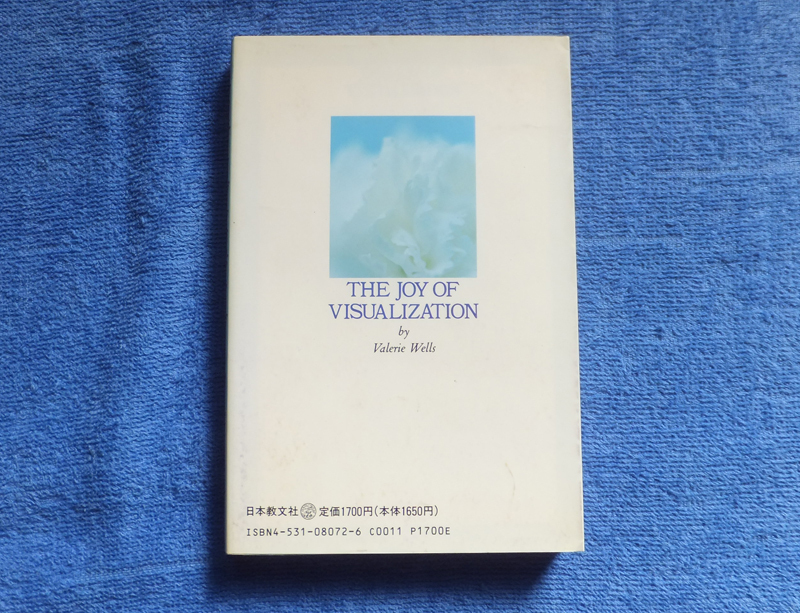 THE JOY OF
VISUALIZATION
by
Valerie Wells
日本教文社 定価1700円(本体1650円)
ISBN4-531-08072-6 C0011 P1700E